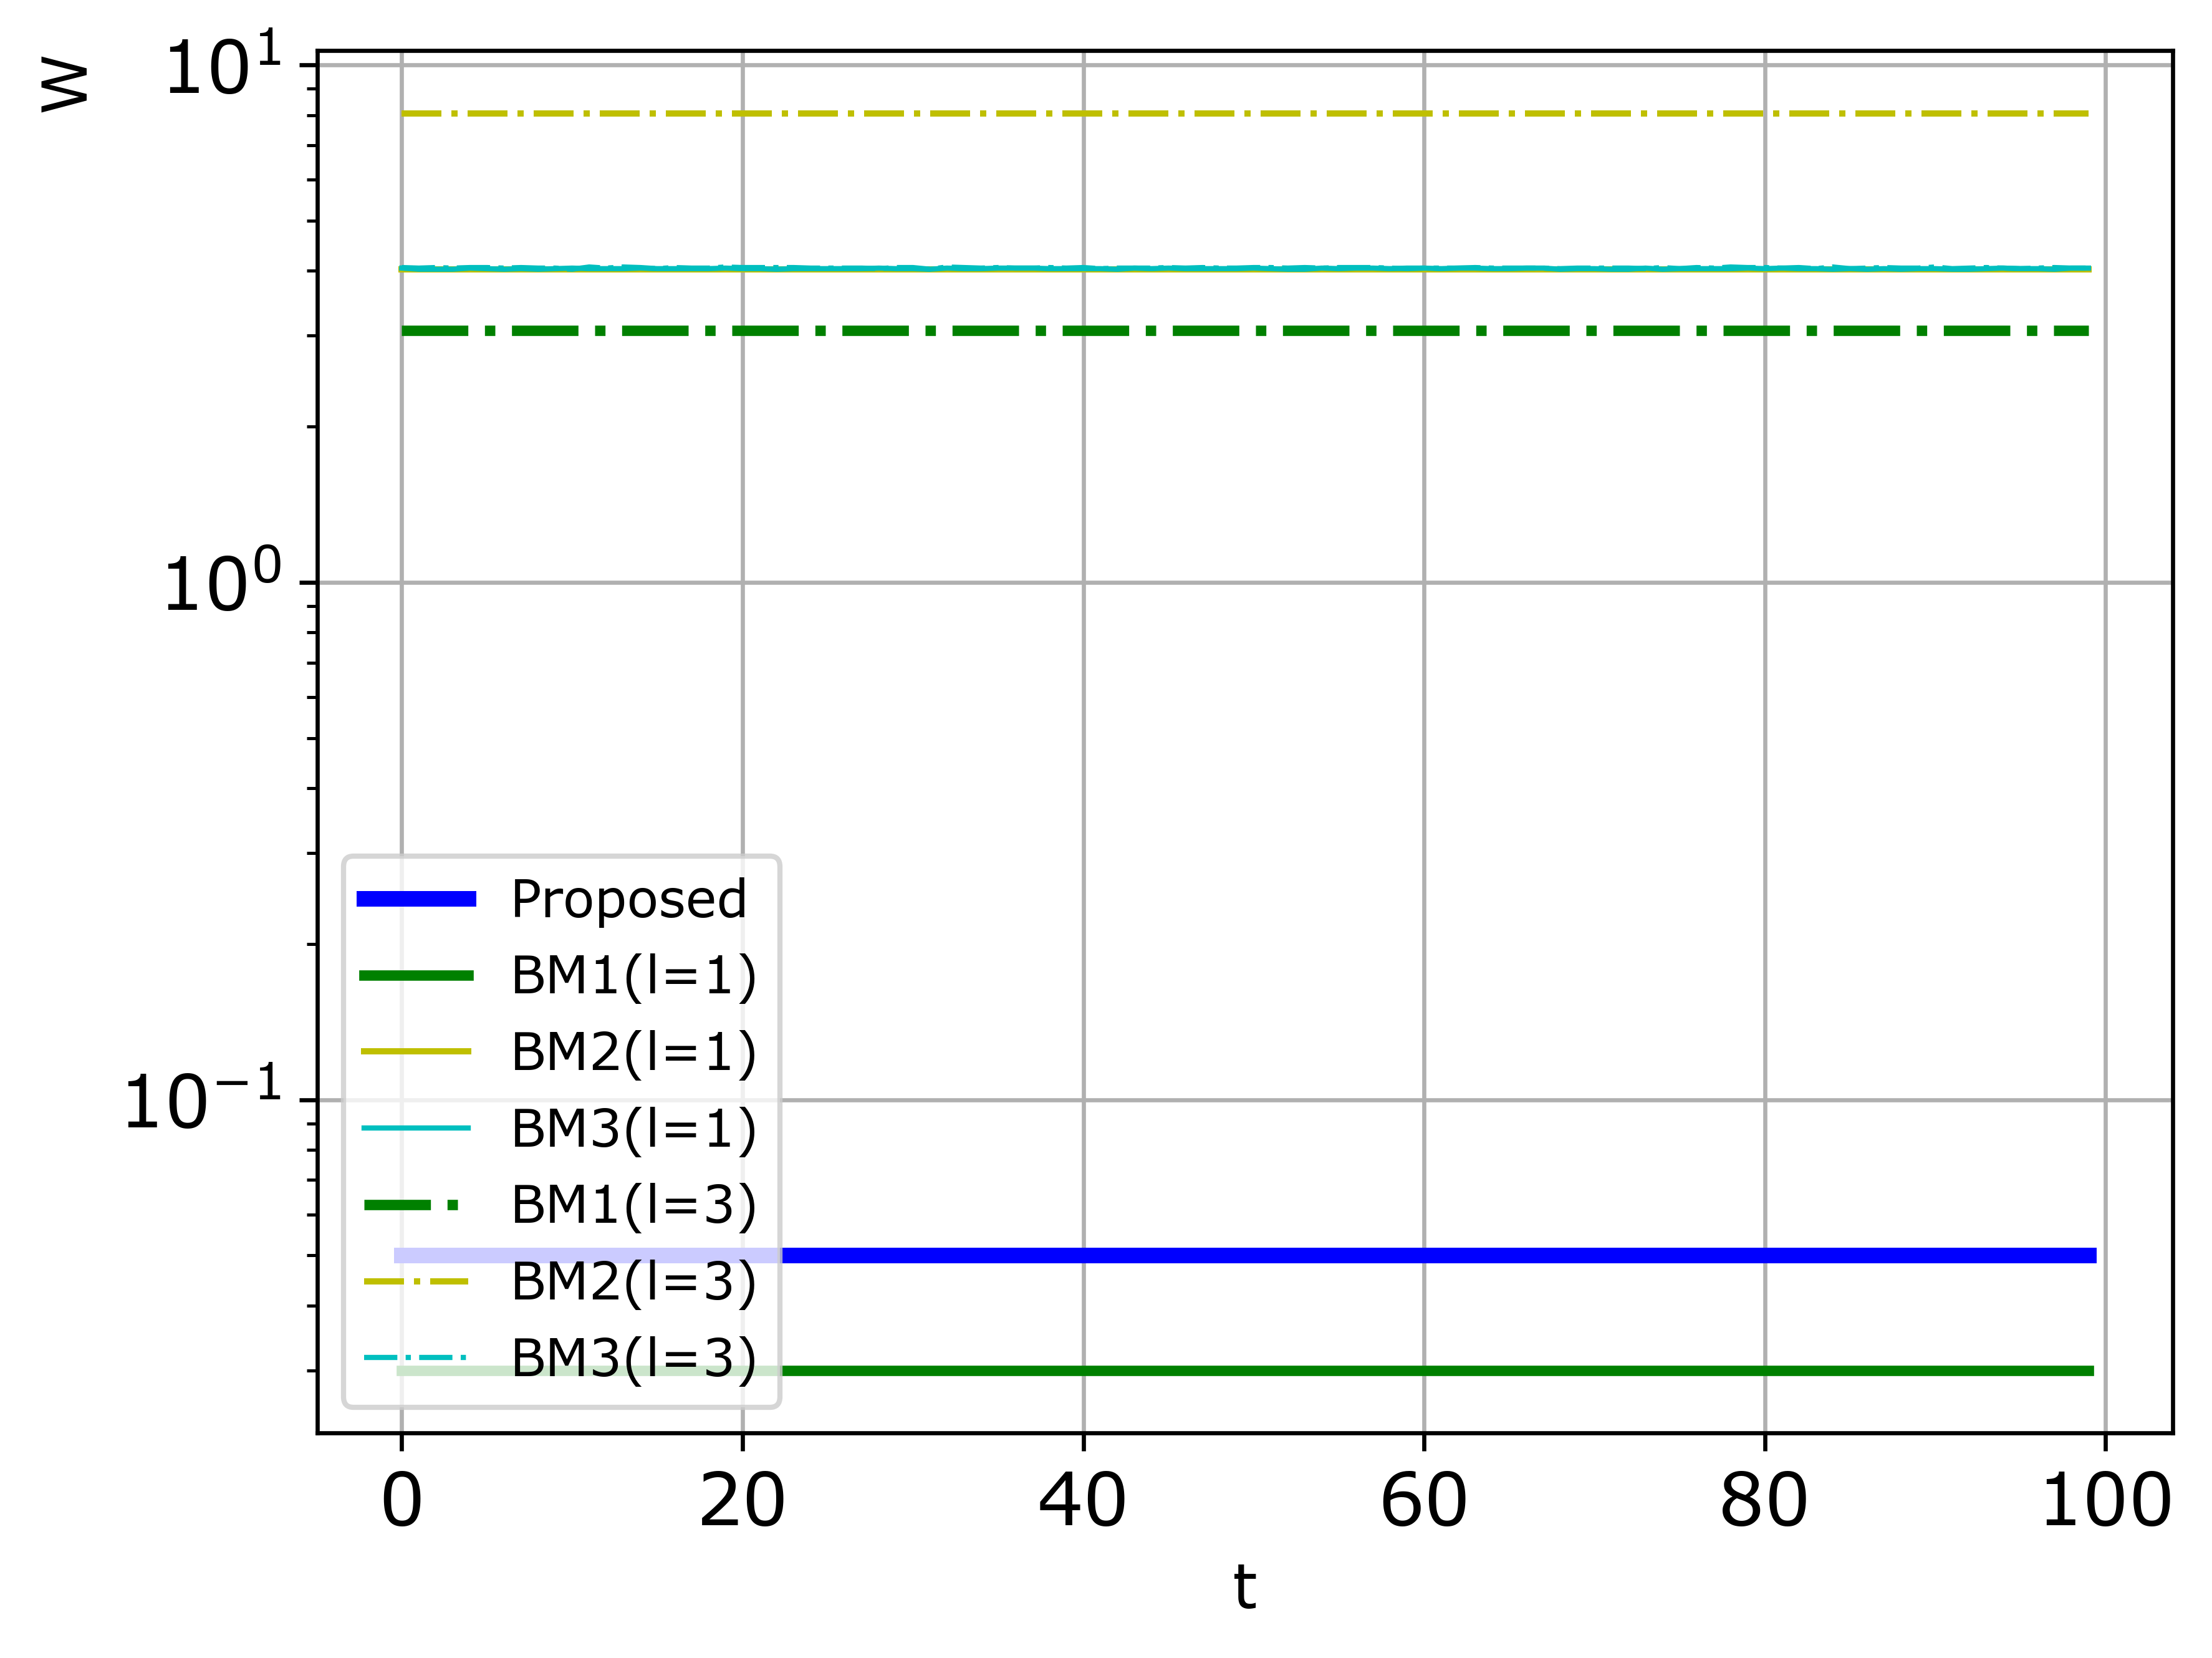 W
10^1
10^0
10^−1
Proposed
BM1(l=1)
BM2(l=1)
BM3(l=1)
BM1(l=3)
BM2(l=3)
BM3(l=3)
0 20 40 60 80 100
t